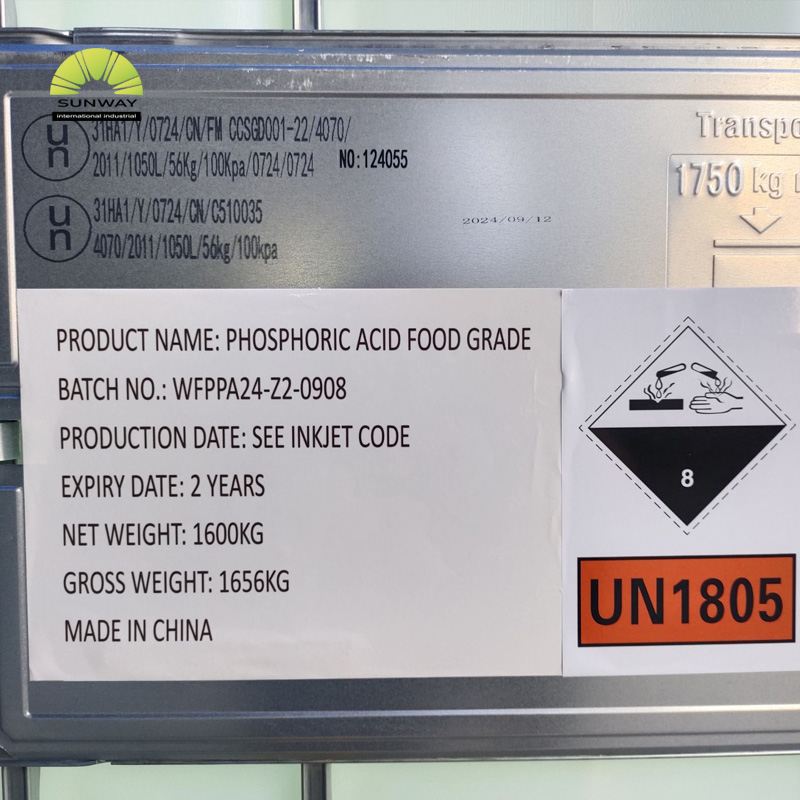 SUNWAY
international industrial
un
31HA1/Y/0724/CN/FM CCSGD001-22/4070/
2011/1050L/56Kg/100Kpa/0724/0724 NO:124055
un
31HA1/Y/0724/CN/C510035
4070/2011/1050L/56kg/100kpa
2024/09/12
Transpo
1750 kg
PRODUCT NAME: PHOSPHORIC ACID FOOD GRADE
BATCH NO.: WFPPA24-Z2-0908
PRODUCTION DATE: SEE INKJET CODE
EXPIRY DATE: 2 YEARS
NET WEIGHT: 1600KG
GROSS WEIGHT: 1656KG
MADE IN CHINA
8
UN1805